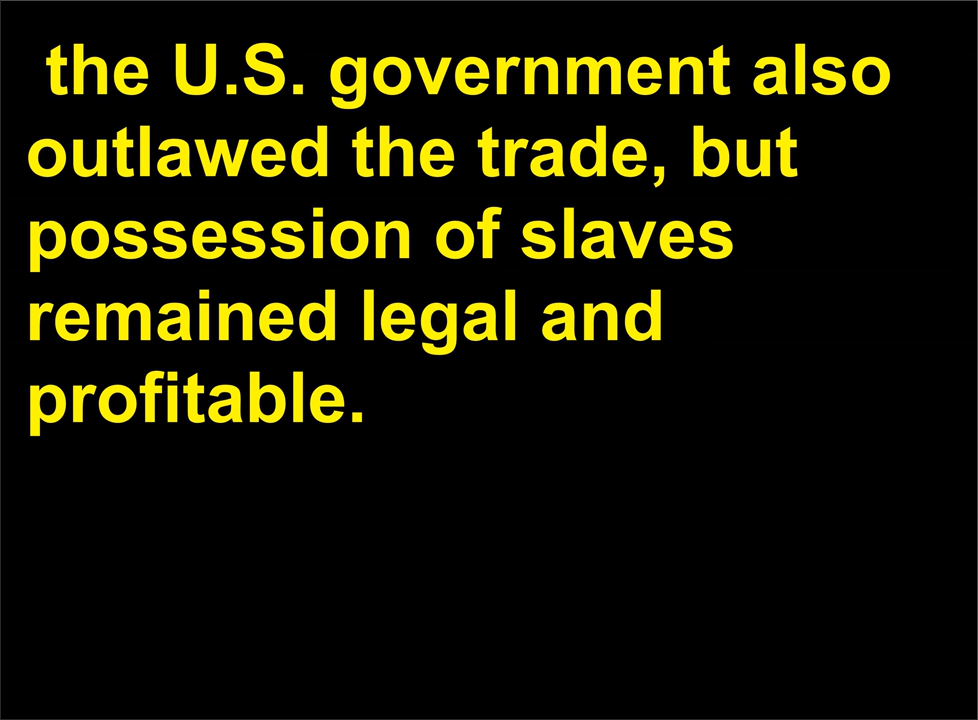 the U.S. government also
outlawed the trade, but
possession of slaves
remained legal and
profitable.